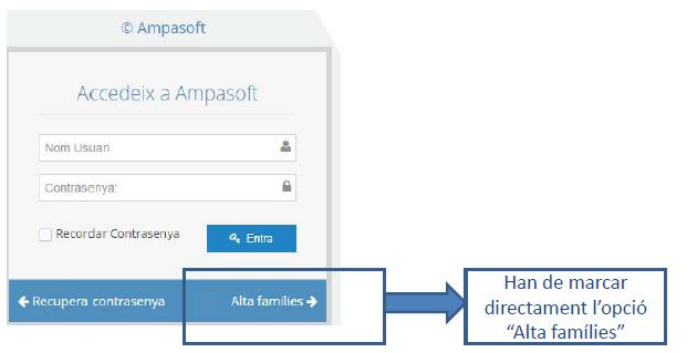 © Ampasoft
Accedeix a Ampasoft
Nom Usuari
Contrasenya:
Recordar Contrasenya
Entra
Recupera contrasenya
Alta famílies
Han de marcar
directament l'opció
“Alta famílies”